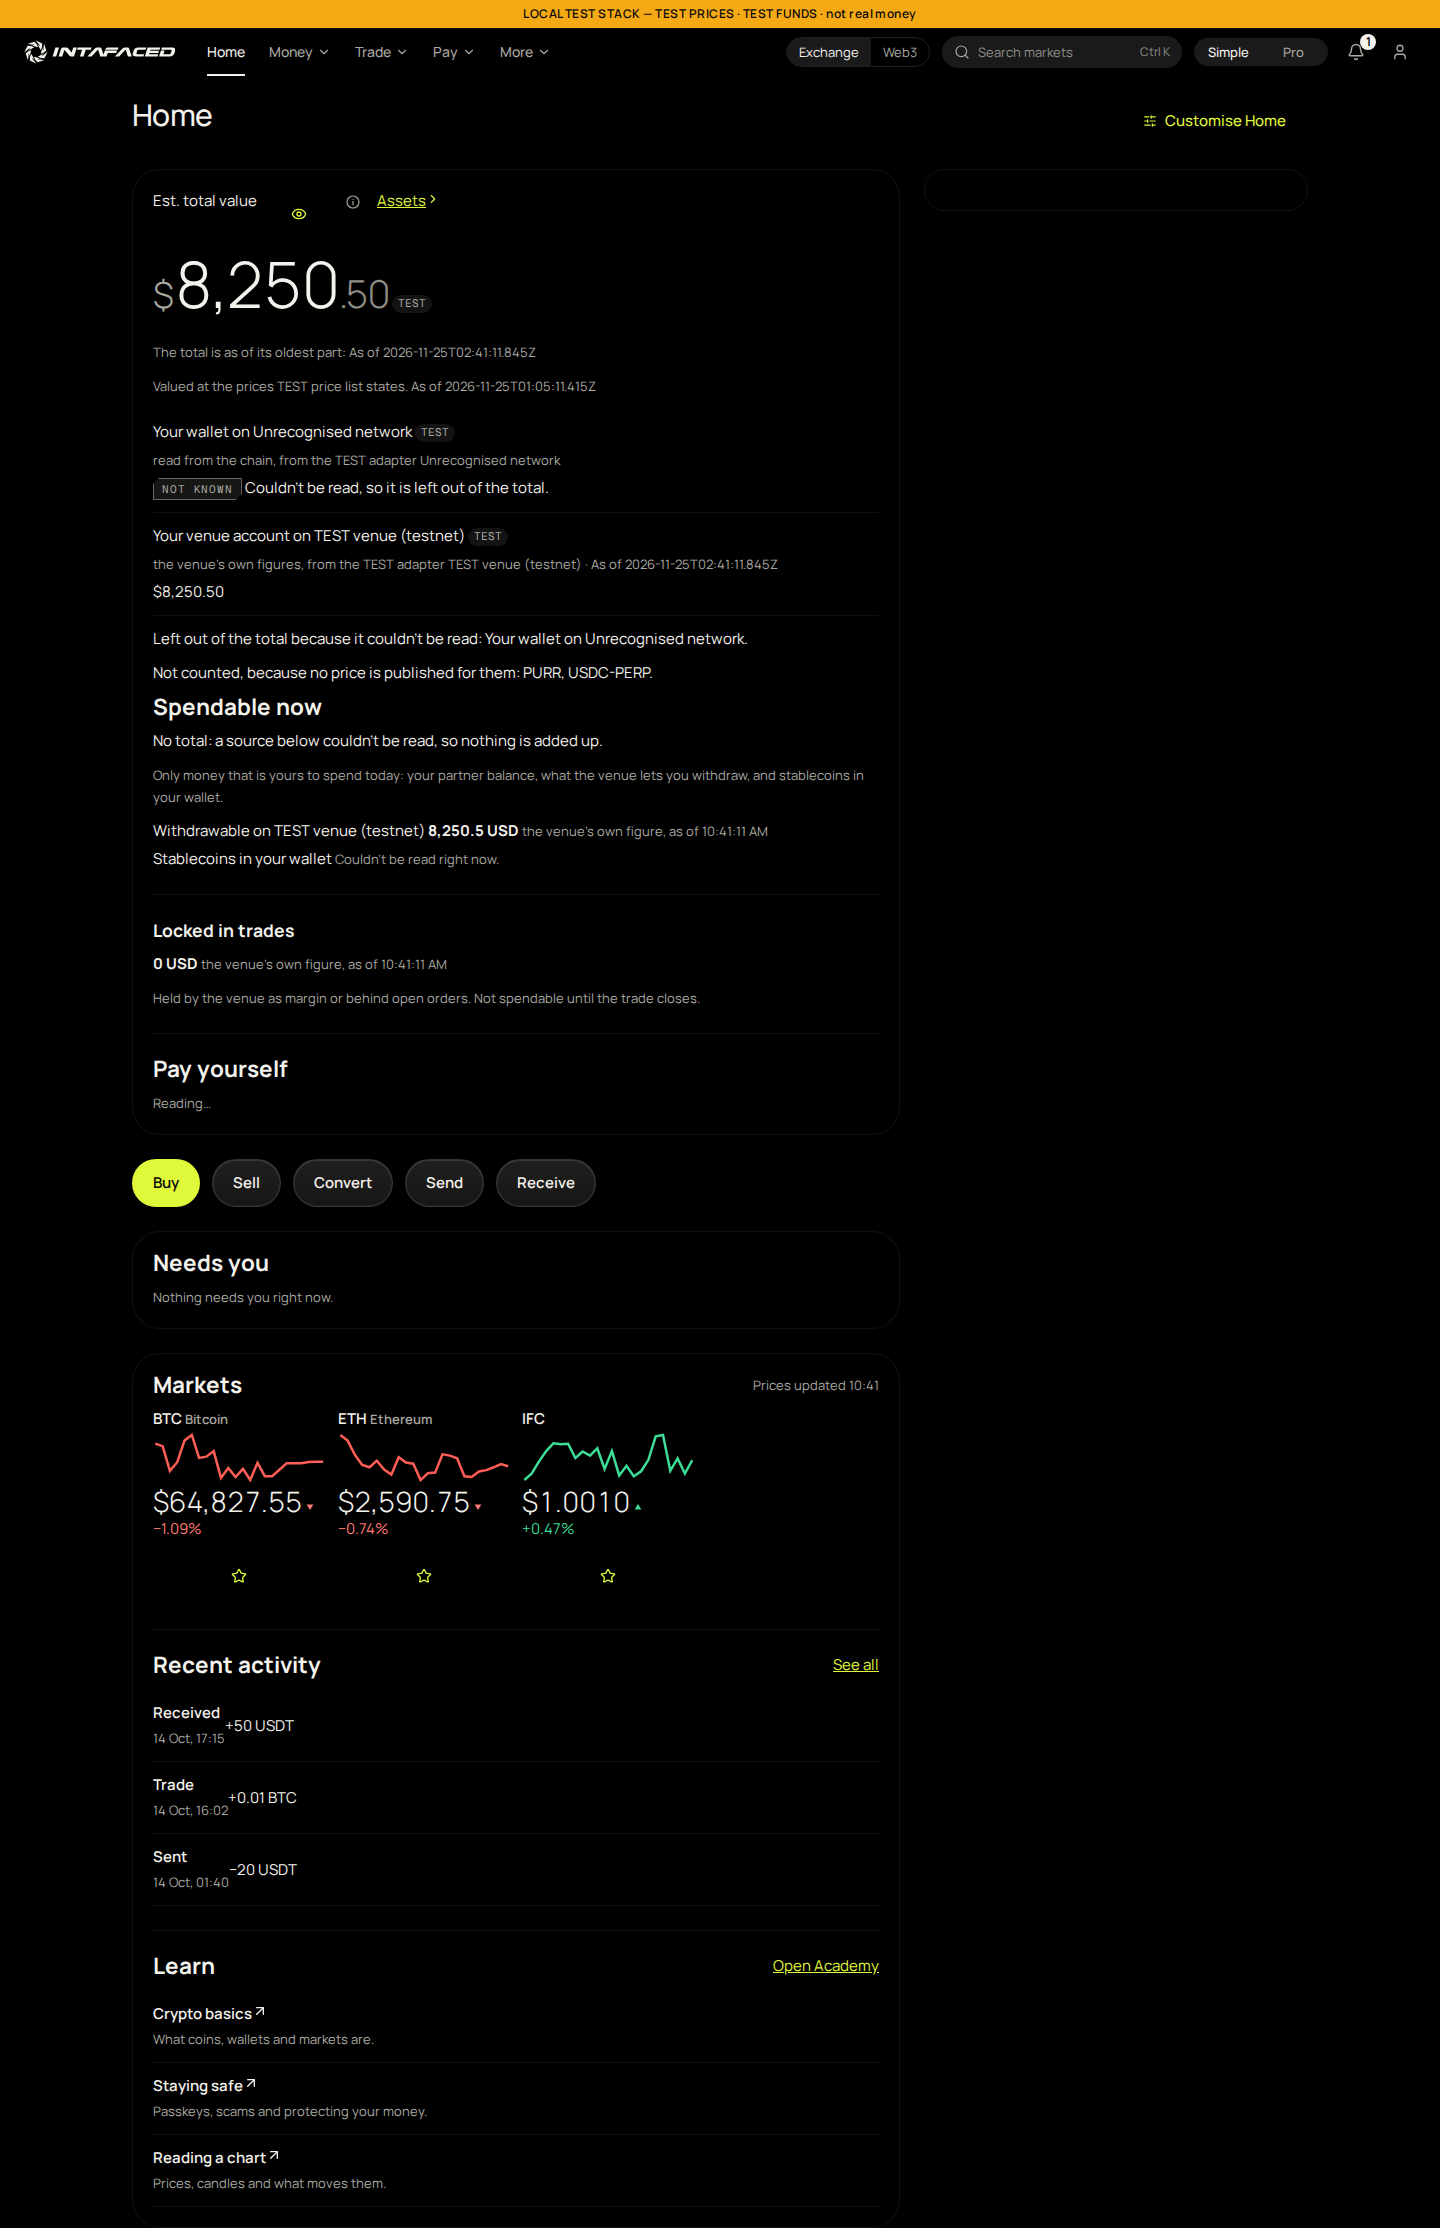 LOCAL TEST STACK — TEST PRICES · TEST FUNDS · not real money
INTAFACED
Home
Money
Trade
Pay
More
Exchange
Web3
Search markets
Ctrl K
Simple
Pro
1
Home
Customise Home
Est. total value
Assets
$8,250.50 TEST
The total is as of its oldest part: As of 2026-11-25T02:41:11.845Z
Valued at the prices TEST price list states. As of 2026-11-25T01:05:11.415Z
Your wallet on Unrecognised network TEST
read from the chain, from the TEST adapter Unrecognised network
NOT KNOWN Couldn't be read, so it is left out of the total.
Your venue account on TEST venue (testnet) TEST
the venue's own figures, from the TEST adapter TEST venue (testnet) · As of 2026-11-25T02:41:11.845Z
$8,250.50
Left out of the total because it couldn't be read: Your wallet on Unrecognised network.
Not counted, because no price is published for them: PURR, USDC-PERP.
Spendable now
No total: a source below couldn't be read, so nothing is added up.
Only money that is yours to spend today: your partner balance, what the venue lets you withdraw, and stablecoins in
your wallet.
Withdrawable on TEST venue (testnet) 8,250.5 USD the venue's own figure, as of 10:41:11 AM
Stablecoins in your wallet Couldn't be read right now.
Locked in trades
0 USD the venue's own figure, as of 10:41:11 AM
Held by the venue as margin or behind open orders. Not spendable until the trade closes.
Pay yourself
Reading…
Buy
Sell
Convert
Send
Receive
Needs you
Nothing needs you right now.
Markets
Prices updated 10:41
BTC Bitcoin
ETH Ethereum
IFC
$64,827.55
$2,590.75
$1.0010
−1.09%
−0.74%
+0.47%
Recent activity
See all
Received
14 Oct, 17:15
+50 USDT
Trade
14 Oct, 16:02
+0.01 BTC
Sent
14 Oct, 01:40
−20 USDT
Learn
Open Academy
Crypto basics
What coins, wallets and markets are.
Staying safe
Passkeys, scams and protecting your money.
Reading a chart
Prices, candles and what moves them.